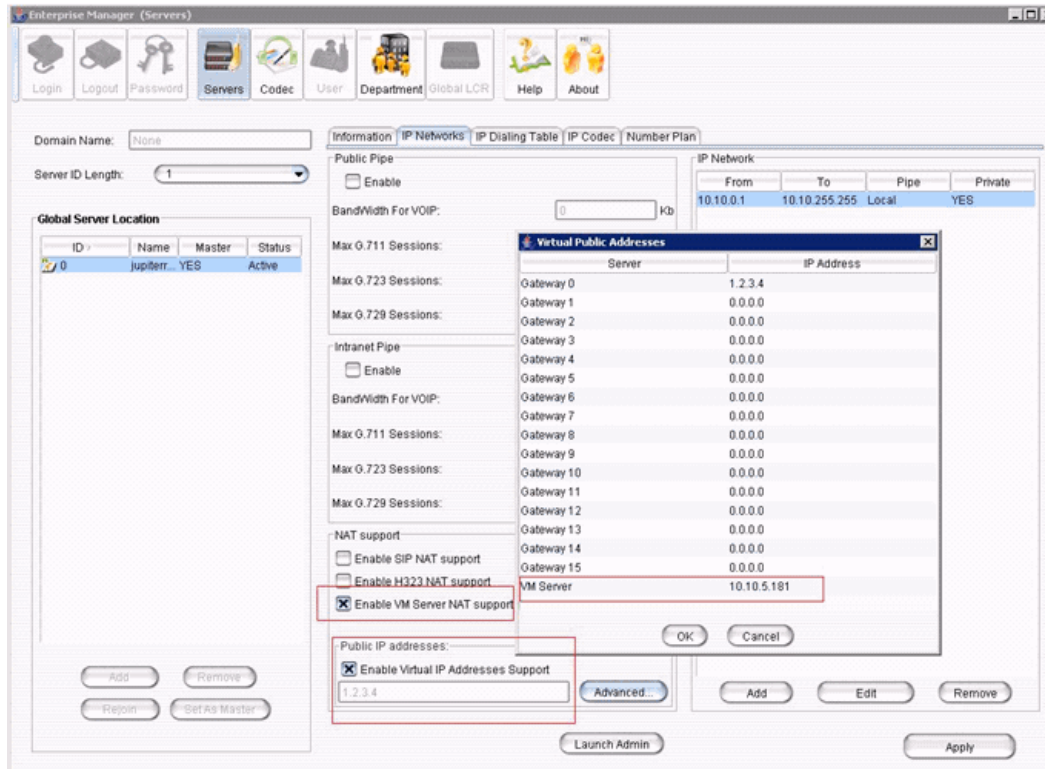 Enterprise Manager (Servers)
Login Logout Password Servers Codec User Department Global LCR Help About
Domain Name: None
Server ID Length: 1
Global Server Location
ID Name Master Status
0 jupiterr... YES Active
Add Remove
Rejoin Set As Master
Information IP Networks IP Dialing Table IP Codec Number Plan
Public Pipe
Enable
BandWidth For VOIP: 0 Kb
Max G.711 Sessions:
Max G.723 Sessions:
Max G.729 Sessions:
Intranet Pipe
Enable
BandWidth For VOIP:
Max G.711 Sessions:
Max G.723 Sessions:
Max G.729 Sessions:
NAT support
Enable SIP NAT support
Enable H323 NAT support
Enable VM Server NAT support
Public IP addresses:
Enable Virtual IP Addresses Support
1.2.3.4 Advanced...
Launch Admin
IP Network
From To Pipe Private
10.10.0.1 10.10.255.255 Local YES
Virtual Public Addresses
Server IP Address
Gateway 0 1.2.3.4
Gateway 1 0.0.0.0
Gateway 2 0.0.0.0
Gateway 3 0.0.0.0
Gateway 4 0.0.0.0
Gateway 5 0.0.0.0
Gateway 6 0.0.0.0
Gateway 7 0.0.0.0
Gateway 8 0.0.0.0
Gateway 9 0.0.0.0
Gateway 10 0.0.0.0
Gateway 11 0.0.0.0
Gateway 12 0.0.0.0
Gateway 13 0.0.0.0
Gateway 14 0.0.0.0
Gateway 15 0.0.0.0
VM Server 10.10.5.181
OK Cancel
Add Edit Remove
Apply